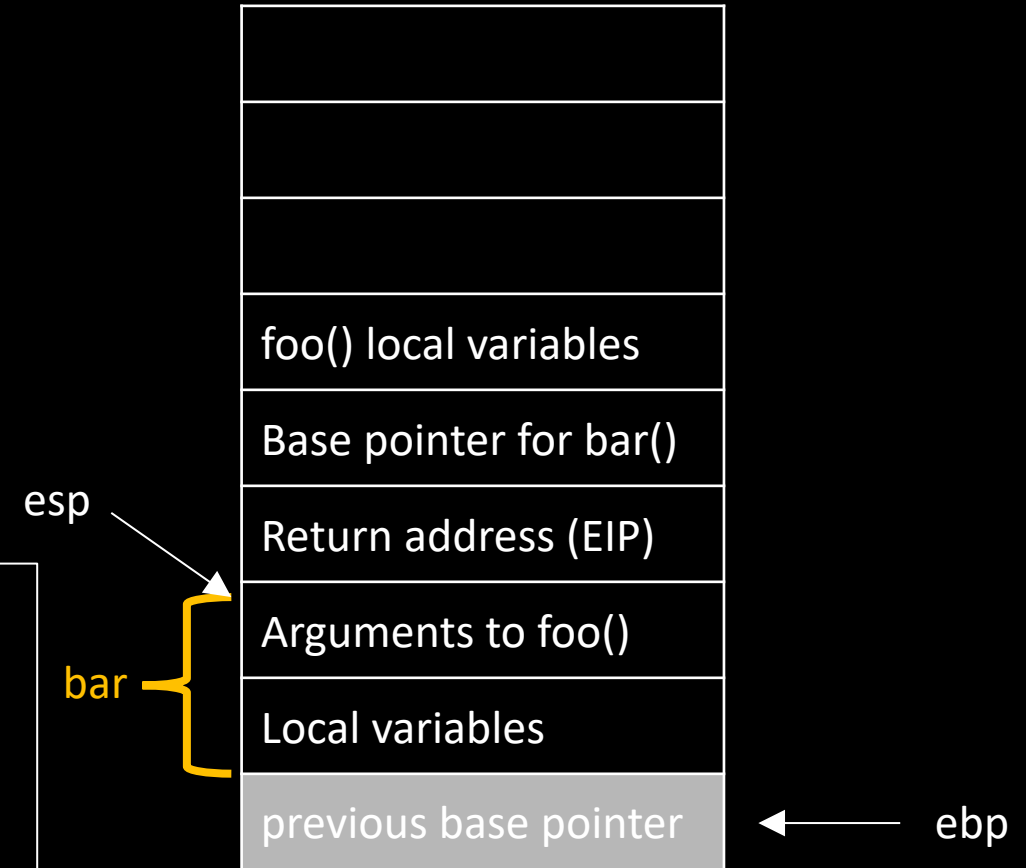 foo() local variables
Base pointer for bar()
esp
Return address (EIP)
Arguments to foo()
bar
Local variables
previous base pointer
ebp